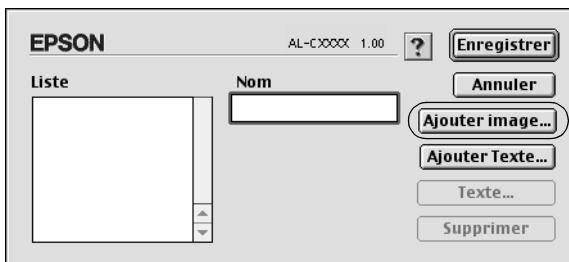 EPSON
AL-CXXXX 1.00
?
Enregistrer
Liste
Nom
Annuler
Ajouter image...
Ajouter Texte...
Texte...
Supprimer